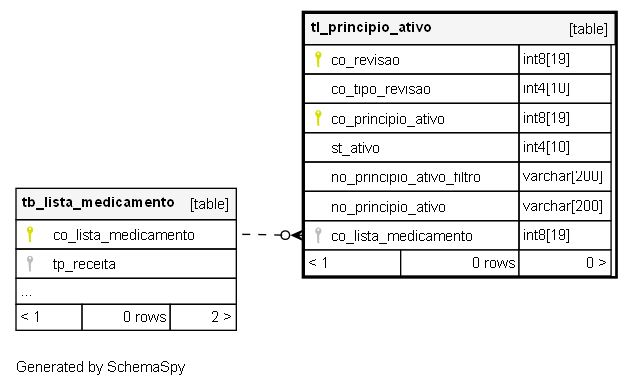 tl_principio_ativo [table]
co_revisao int8[19]
co_tipo_revisao int4[10]
co_principio_ativo int8[19]
st_ativo int4[10]
no_principio_ativo_filtro varchar[200]
no_principio_ativo varchar[200]
co_lista_medicamento int8[19]
< 1 0 rows 0 >
tb_lista_medicamento [table]
co_lista_medicamento
tp_receita
...
< 1 0 rows 2 >
Generated by SchemaSpy